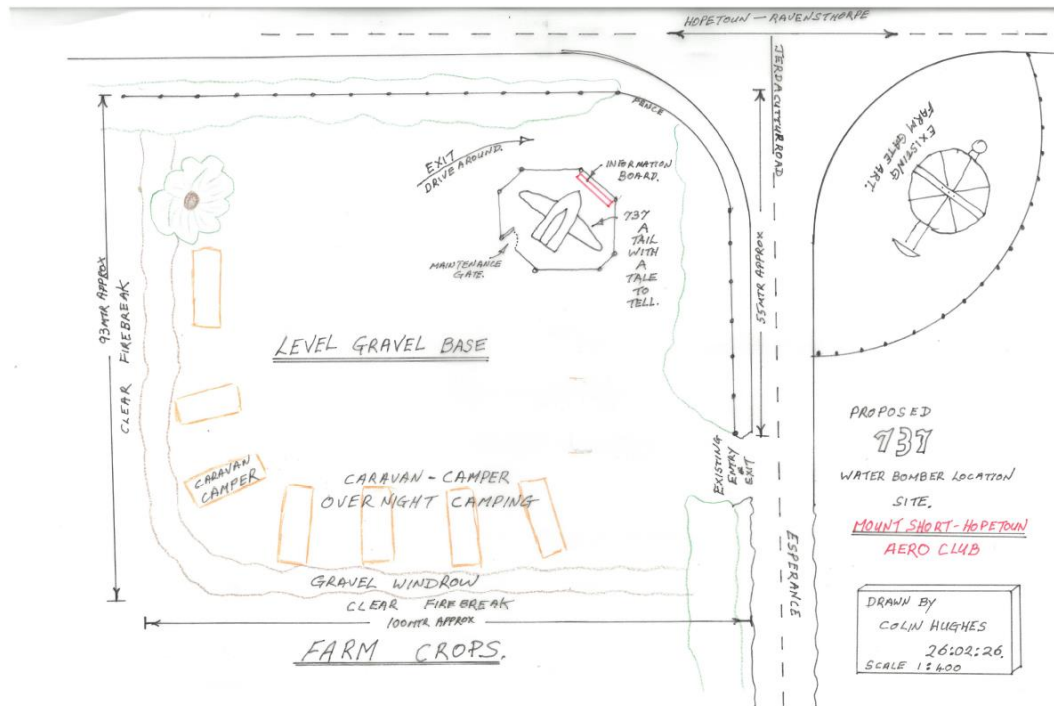 HOPETOUN — RAVENSTHORPE
JERDACUTTUP ROAD
FENCE
EXIT
DRIVE AROUND.
INFORMATION
BOARD.
737
A
TAIL
WITH
A
TALE
TO
TELL.
MAINTENANCE
GATE.
EXISTING
FARM GATE
ART.
93MTR APPROX
CLEAR FIREBREAK
55MTR APPROX
LEVEL GRAVEL BASE
CARAVAN
CAMPER
CARAVAN - CAMPER
OVER NIGHT CAMPING
EXISTING
ENTRY
&
EXIT
GRAVEL WINDROW
CLEAR FIREBREAK
100MTR APPROX
FARM CROPS.
ESPERANCE
PROPOSED
737
WATER BOMBER LOCATION
SITE.
MOUNT SHORT - HOPETOUN
AERO CLUB
DRAWN BY
COLIN HUGHES
26:02:26.
SCALE 1:400